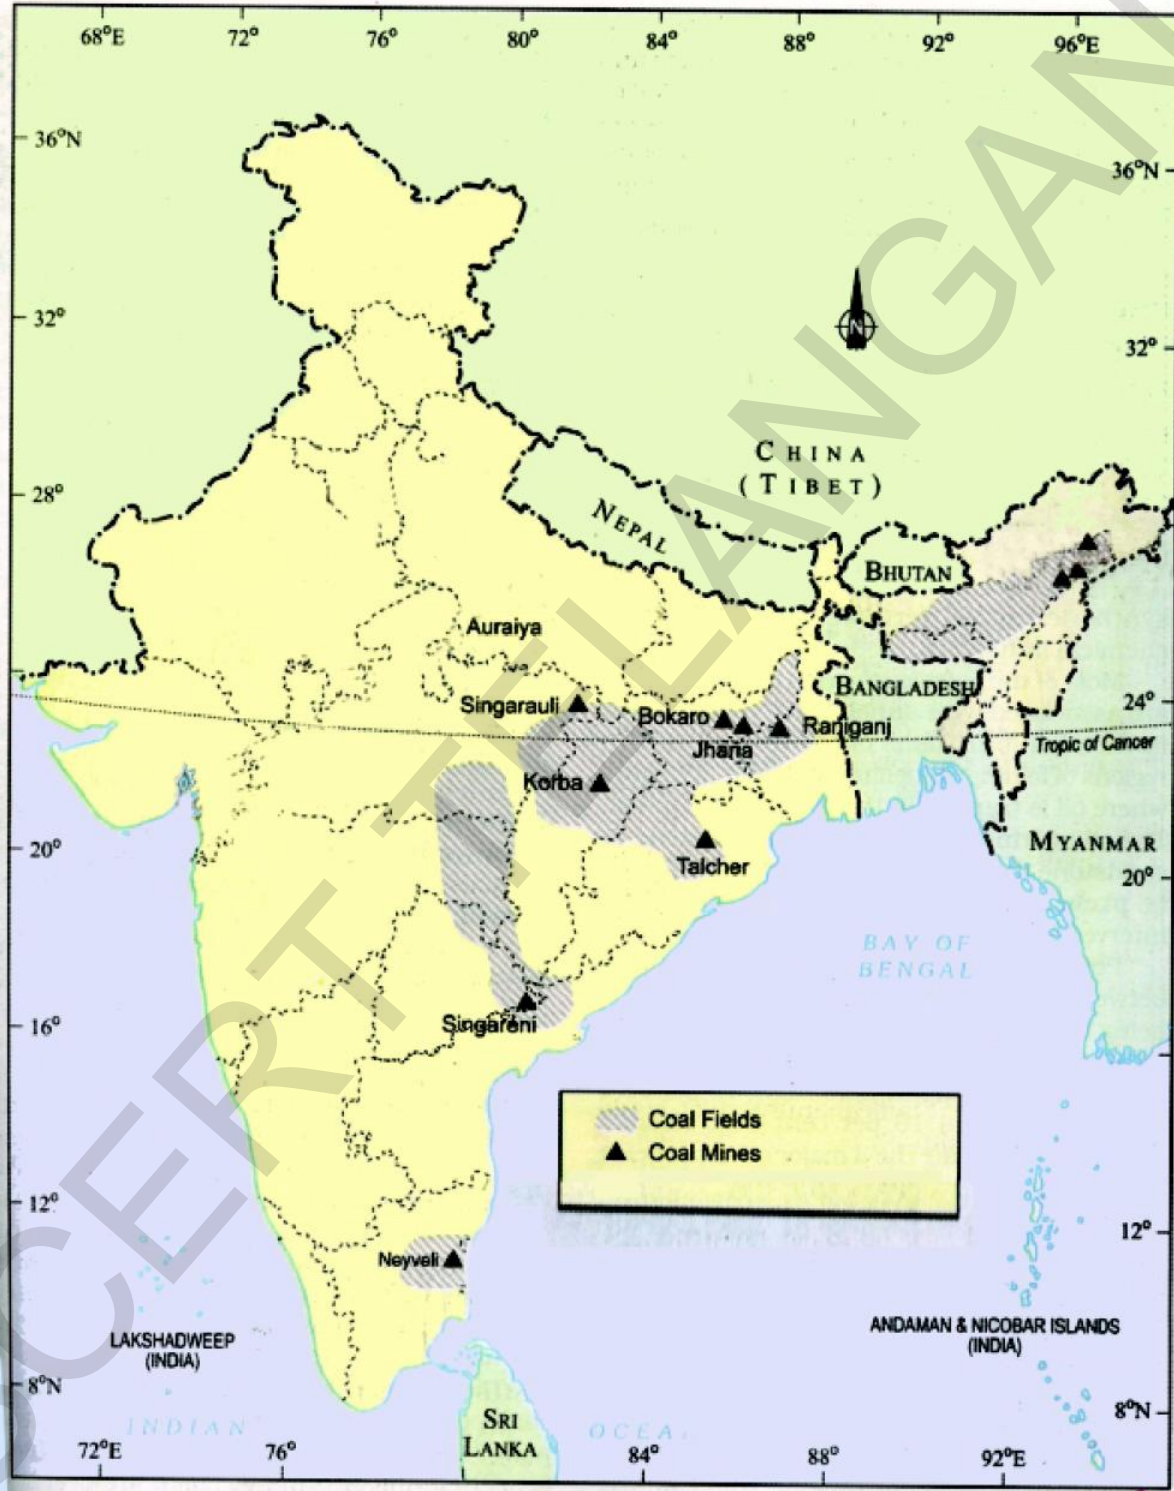 68°E 72° 76° 80° 84° 88° 92° 96°E
36°N
36°N
32°
32°
N
CHINA
(TIBET)
28°
NEPAL
BHUTAN
Auraiya
BANGLADESH
24°
Singarauli
Bokaro
Raniganj
Jharia
Tropic of Cancer
Korba
MYANMAR
20°
20°
Talcher
BAY OF
BENGAL
16°
Singareni
Coal Fields
Coal Mines
12°
12°
Neyveli
LAKSHADWEEP
(INDIA)
ANDAMAN & NICOBAR ISLANDS
(INDIA)
8°N
8°N
SRI
LANKA
INDIAN
72°E 76° 84° 88° 92°E
CERT TELANGAN